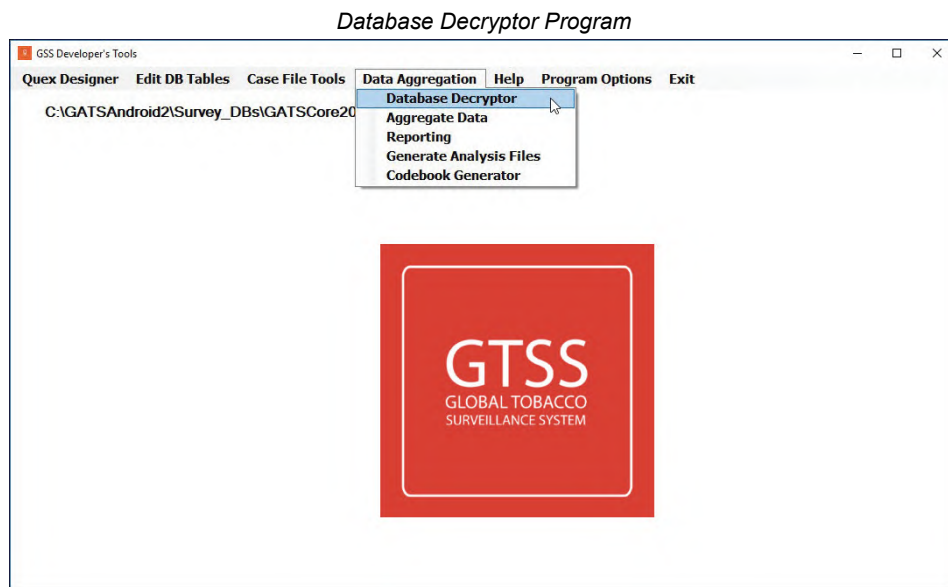 Database Decryptor Program
GSS Developer's Tools
Quex Designer Edit DB Tables Case File Tools Data Aggregation Help Program Options Exit
C:\GATSAndroid2\Survey_DBs\GATSCore20
Database Decryptor
Aggregate Data
Reporting
Generate Analysis Files
Codebook Generator
GTSS
GLOBAL TOBACCO
SURVEILLANCE SYSTEM